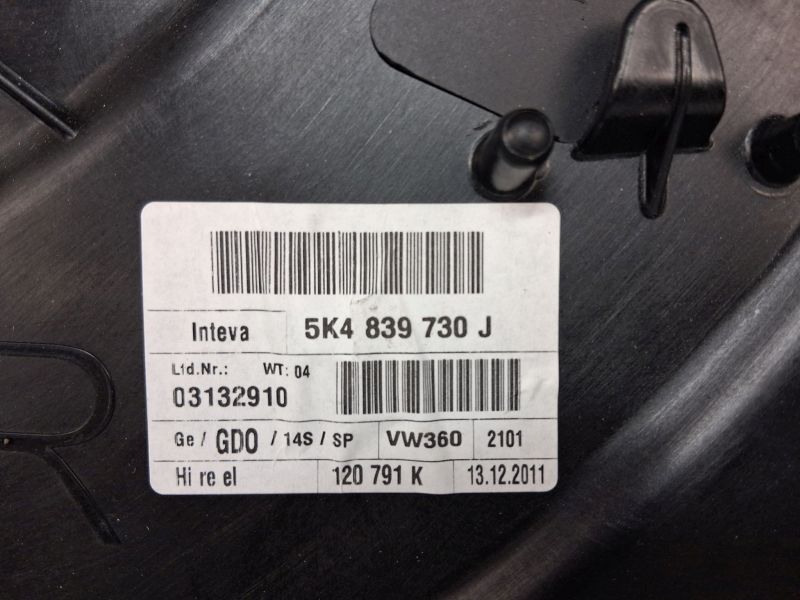 Inteva 5K4 839 730 J
Lfd.Nr.: WT: 04
03132910
Ge / GDO / 14S / SP VW360 2101
Hi re el 120 791 K 13.12.2011